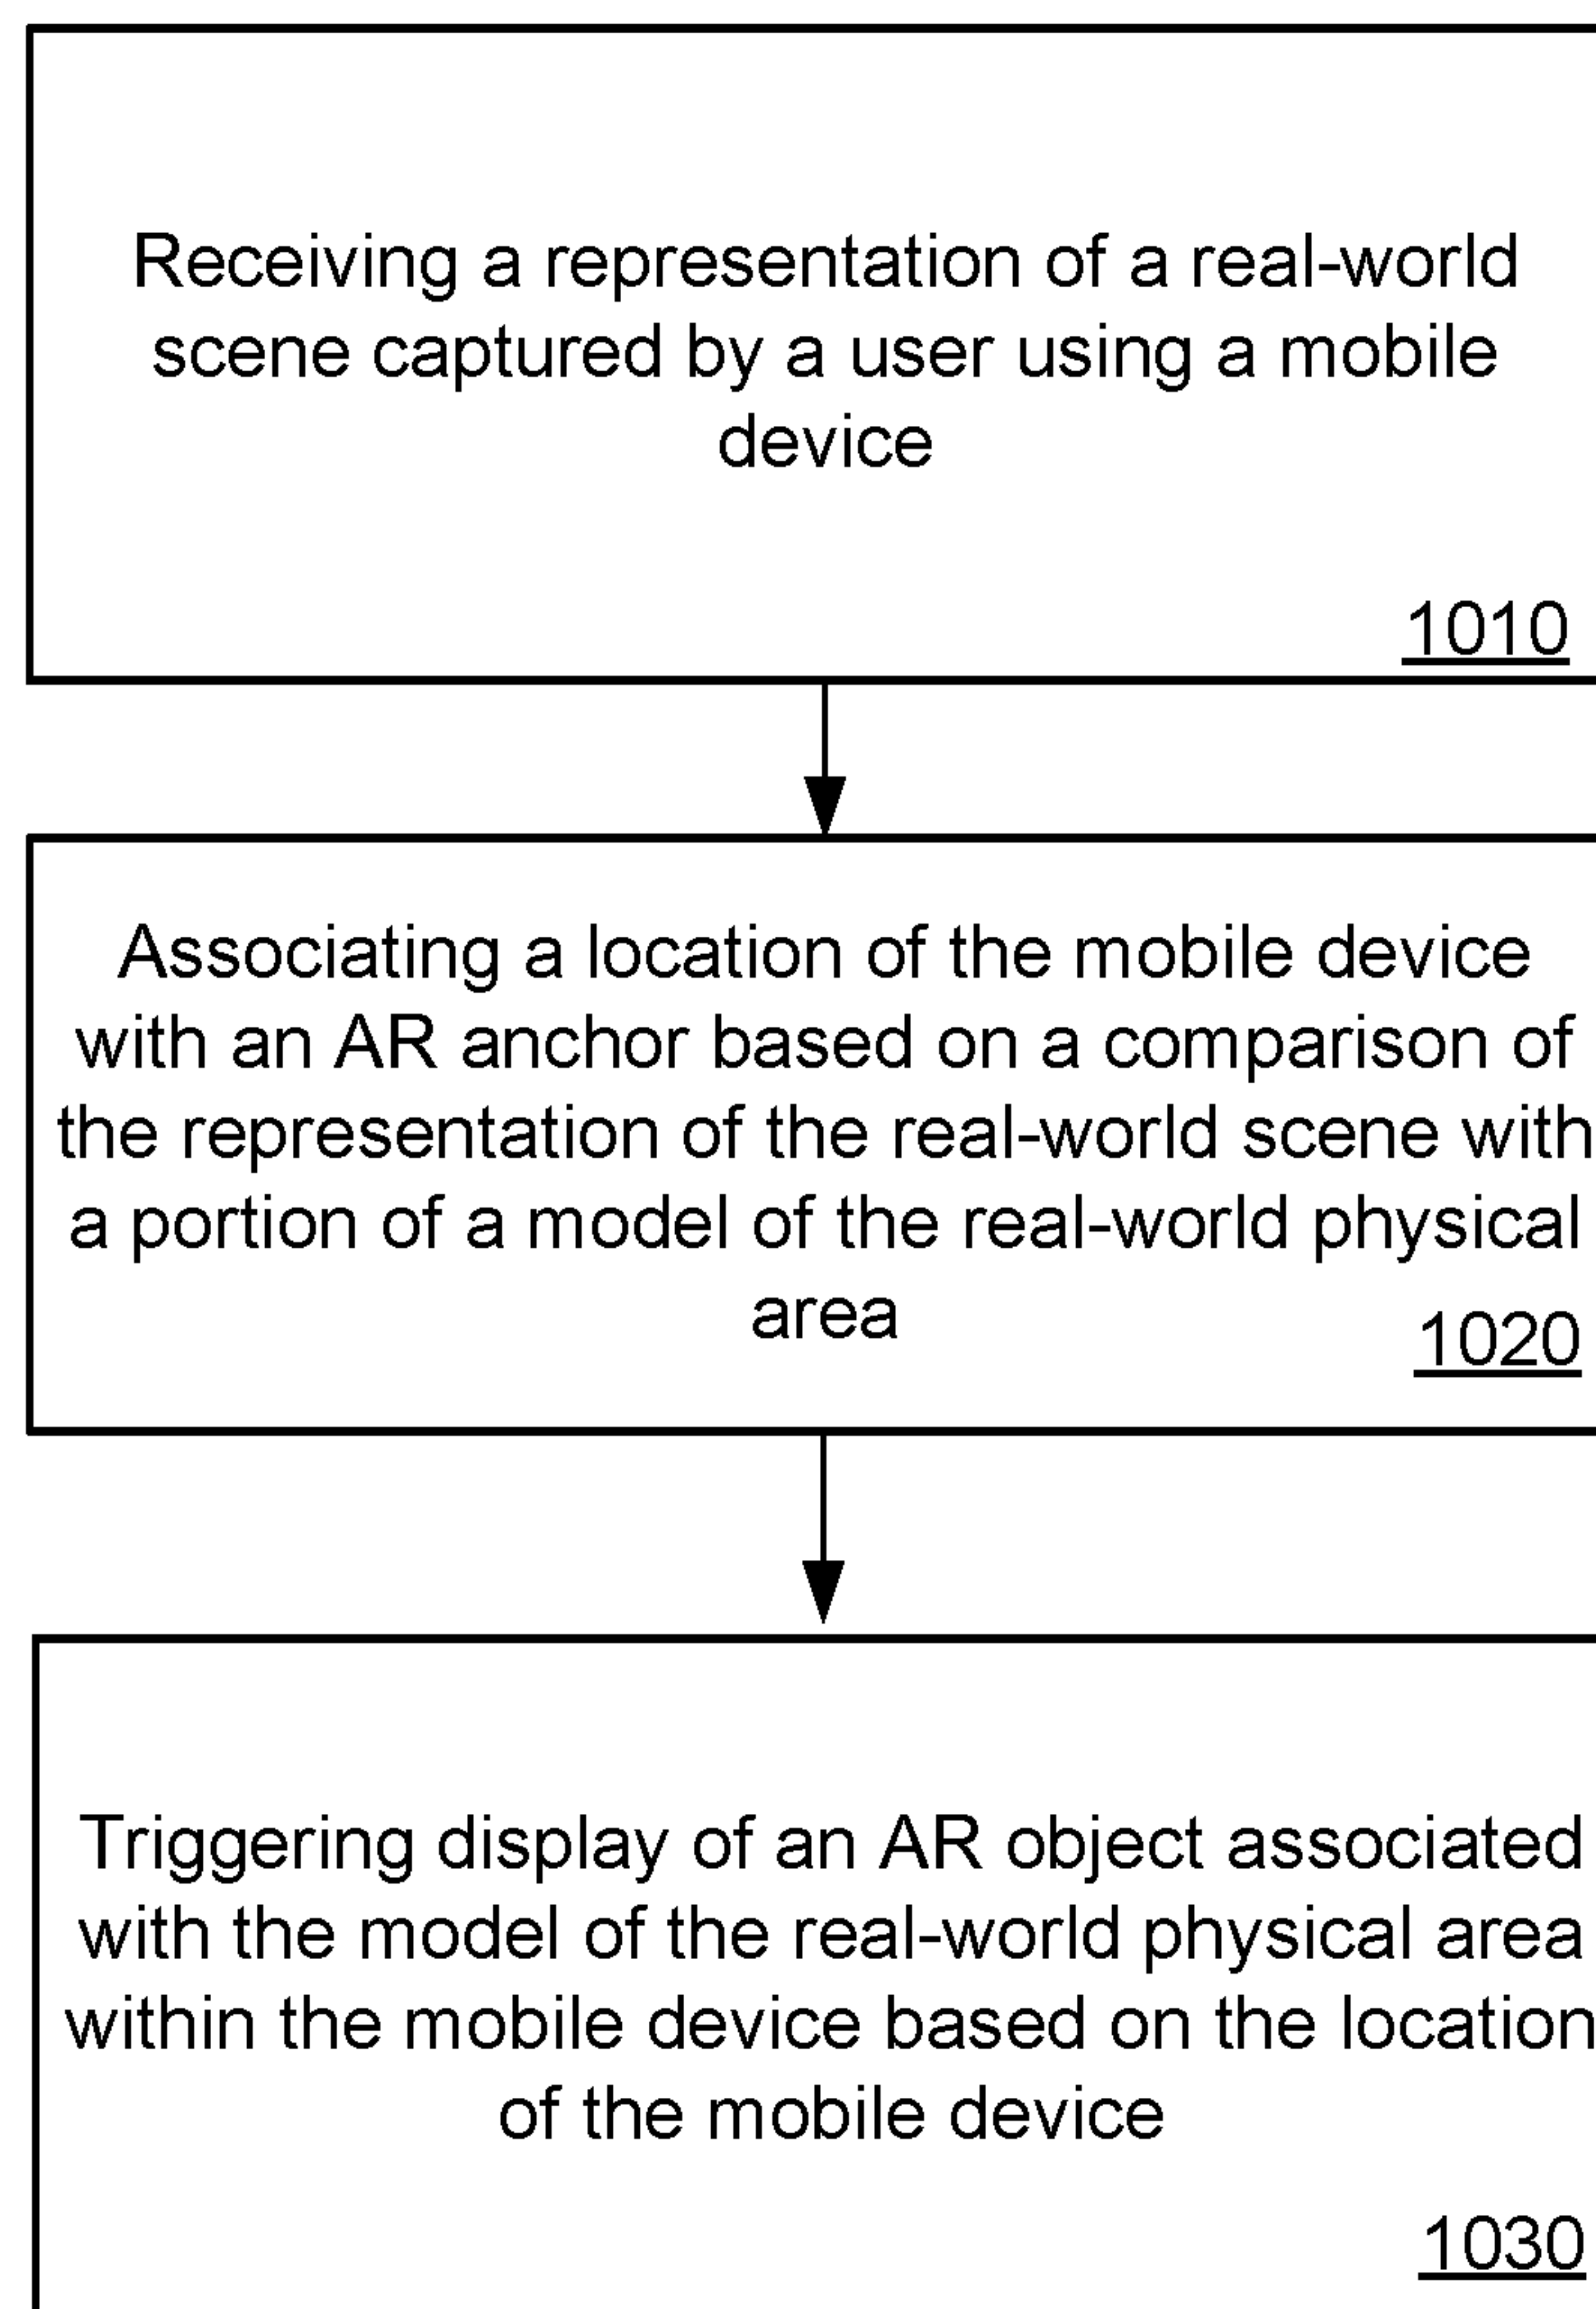 Receiving a representation of a real-world
scene captured by a user using a mobile
device
1010
Associating a location of the mobile device
with an AR anchor based on a comparison of
the representation of the real-world scene with
a portion of a model of the real-world physical
area
1020
Triggering display of an AR object associated
with the model of the real-world physical area
within the mobile device based on the location
of the mobile device
1030